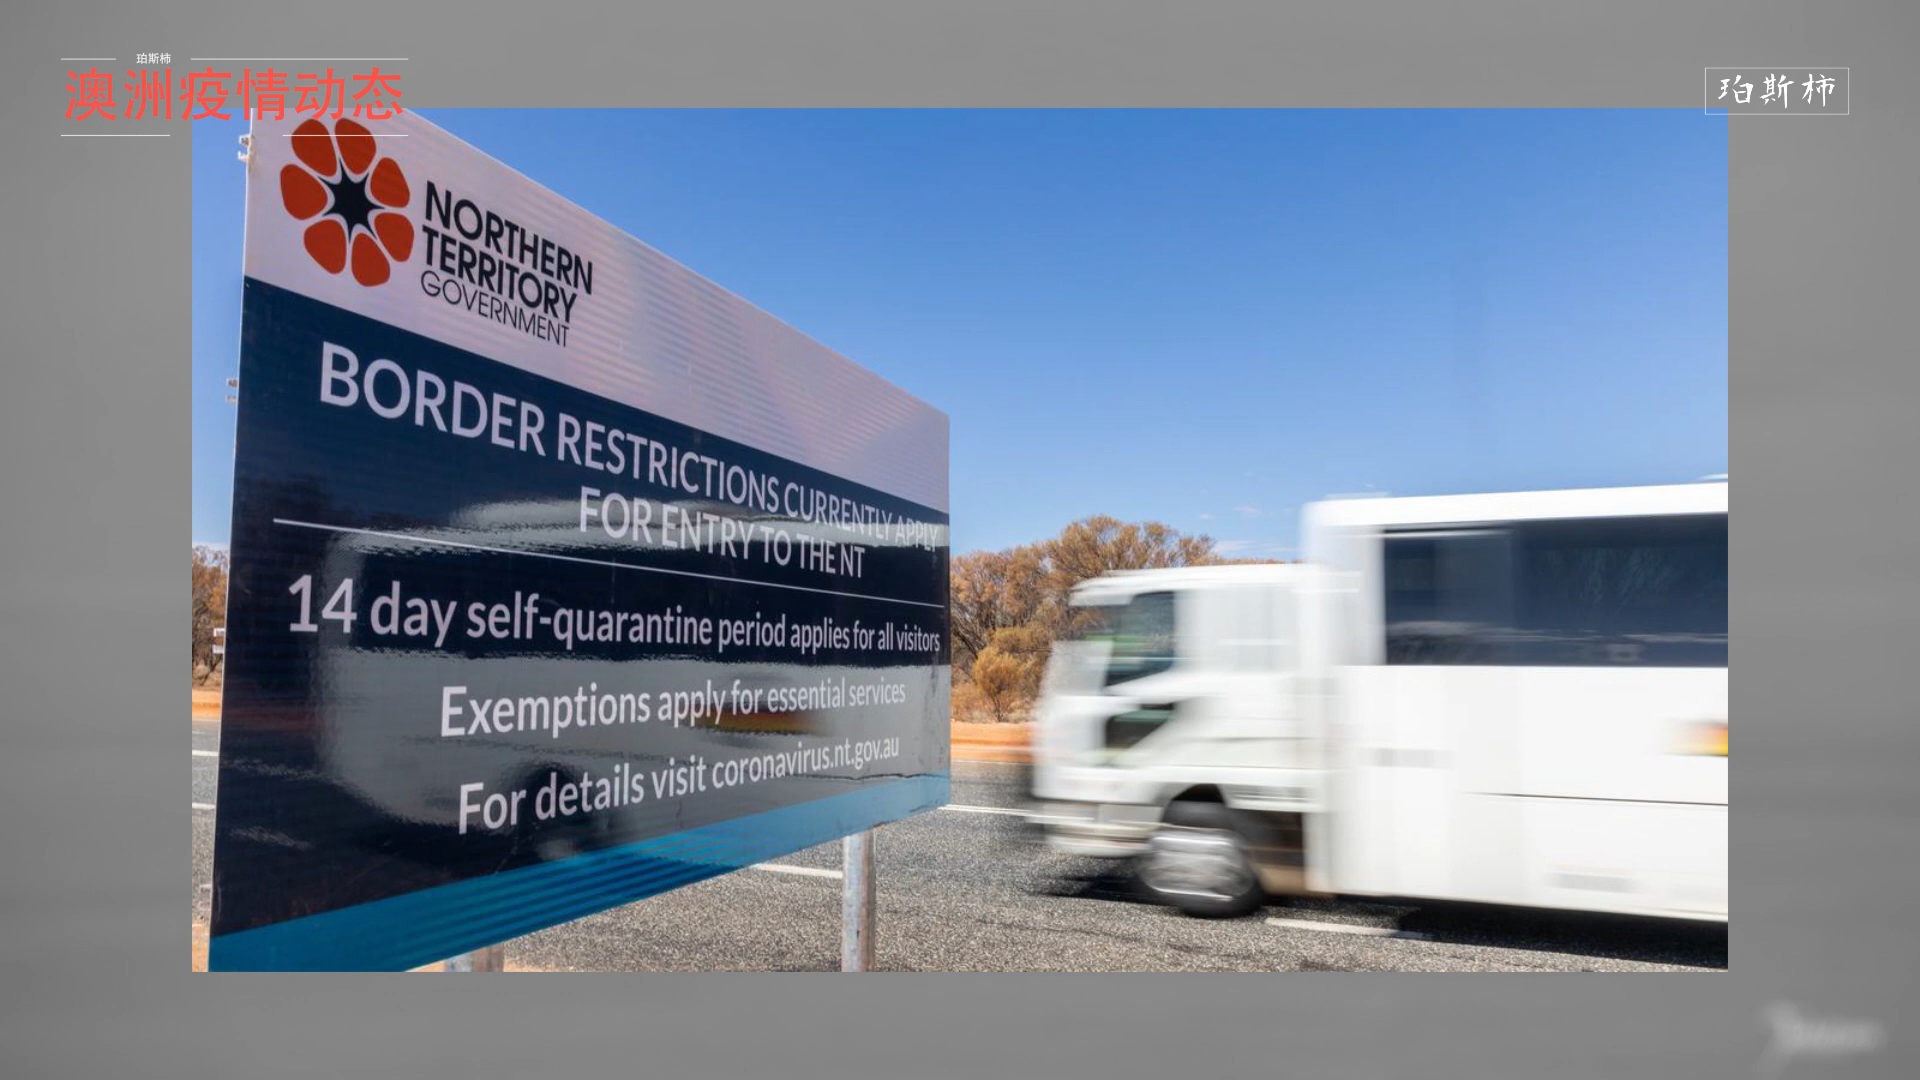 珀斯柿
澳洲疫情动态
珀斯柿
NORTHERN
TERRITORY
GOVERNMENT
BORDER RESTRICTIONS CURRENTLY APPLY
FOR ENTRY TO THE NT
14 day self-quarantine period applies for all visitors
Exemptions apply for essential services
For details visit coronavirus.nt.gov.au